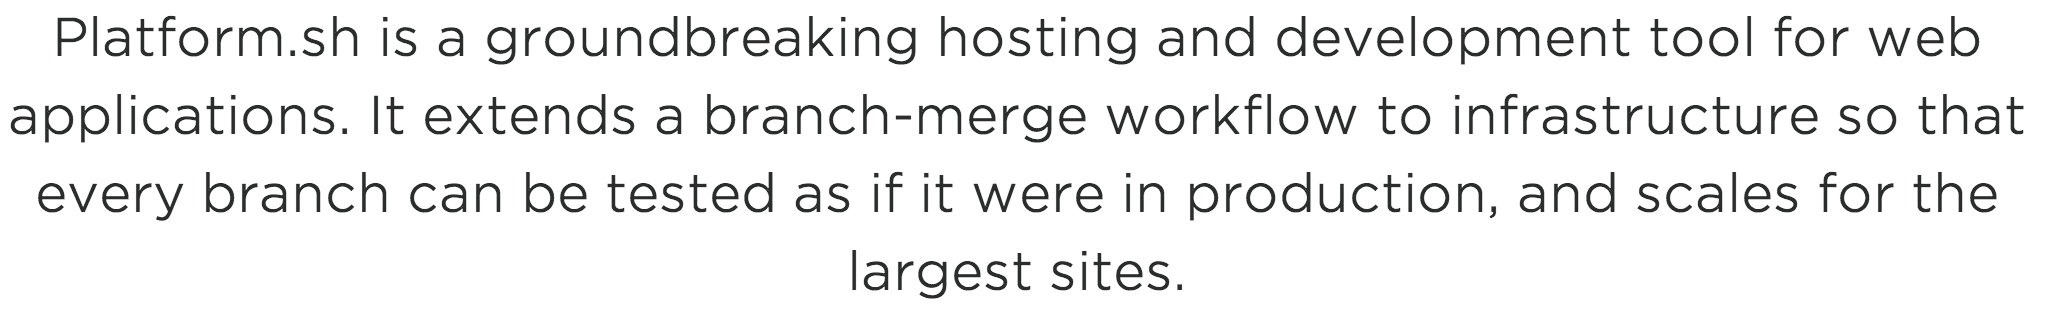 Platform.sh is a groundbreaking hosting and development tool for web
applications. It extends a branch-merge workflow to infrastructure so that
every branch can be tested as if it were in production, and scales for the
largest sites.